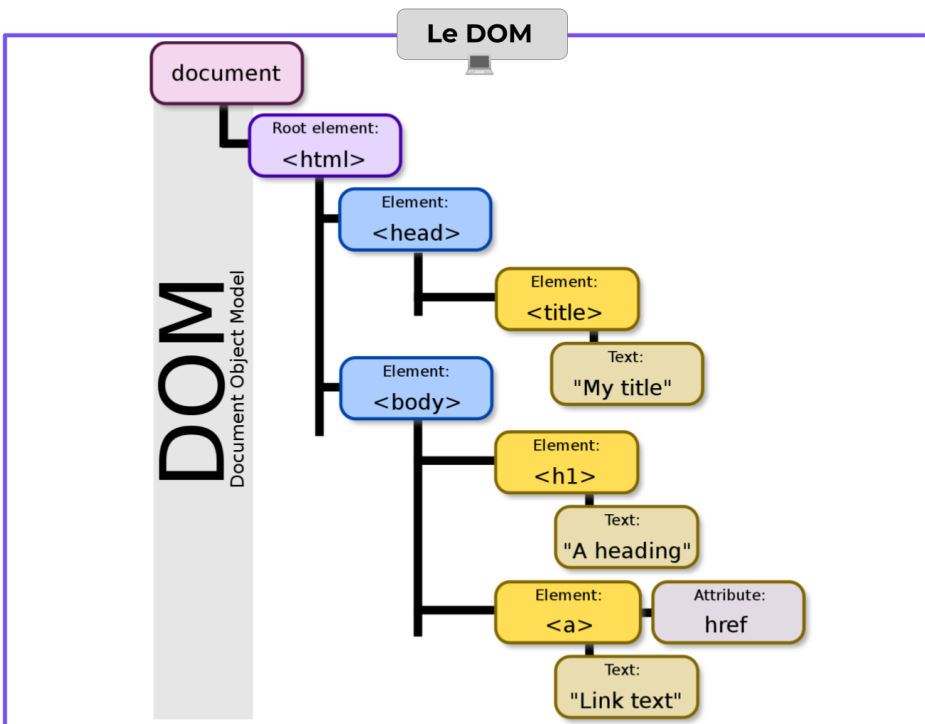 Le DOM
document
Root element:
<html>
Element:
<head>
Element:
<title>
Text:
"My title"
Element:
<body>
Element:
<h1>
Text:
"A heading"
Element:
<a>
Attribute:
href
Text:
"Link text"
DOM
Document Object Model